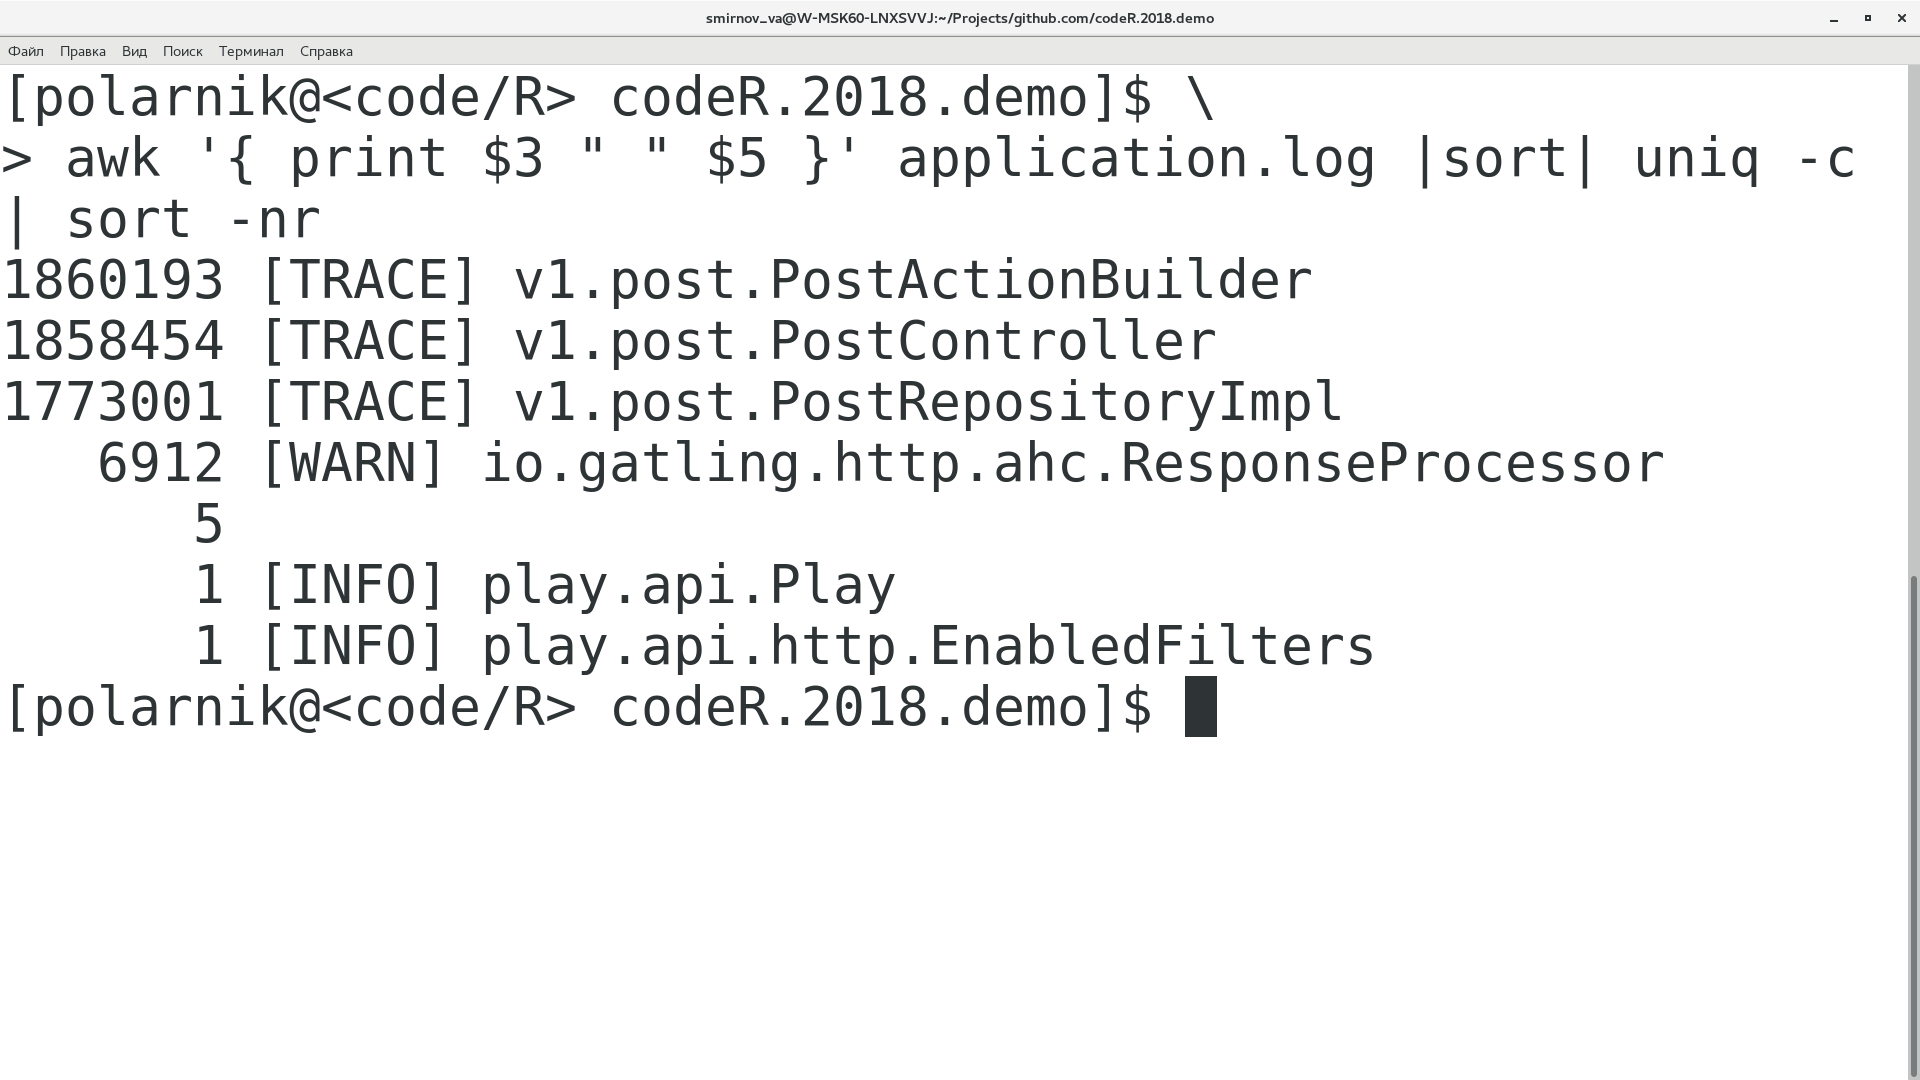 smirnov_va@W-MSK60-LNXSVVJ:~/Projects/github.com/codeR.2018.demo
Файл Правка Вид Поиск Терминал Справка
[polarnik@<code/R> codeR.2018.demo]$ \
> awk '{ print $3 " " $5 }' application.log |sort| uniq -c
| sort -nr
1860193 [TRACE] v1.post.PostActionBuilder
1858454 [TRACE] v1.post.PostController
1773001 [TRACE] v1.post.PostRepositoryImpl
6912 [WARN] io.gatling.http.ahc.ResponseProcessor
5
1 [INFO] play.api.Play
1 [INFO] play.api.http.EnabledFilters
[polarnik@<code/R> codeR.2018.demo]$